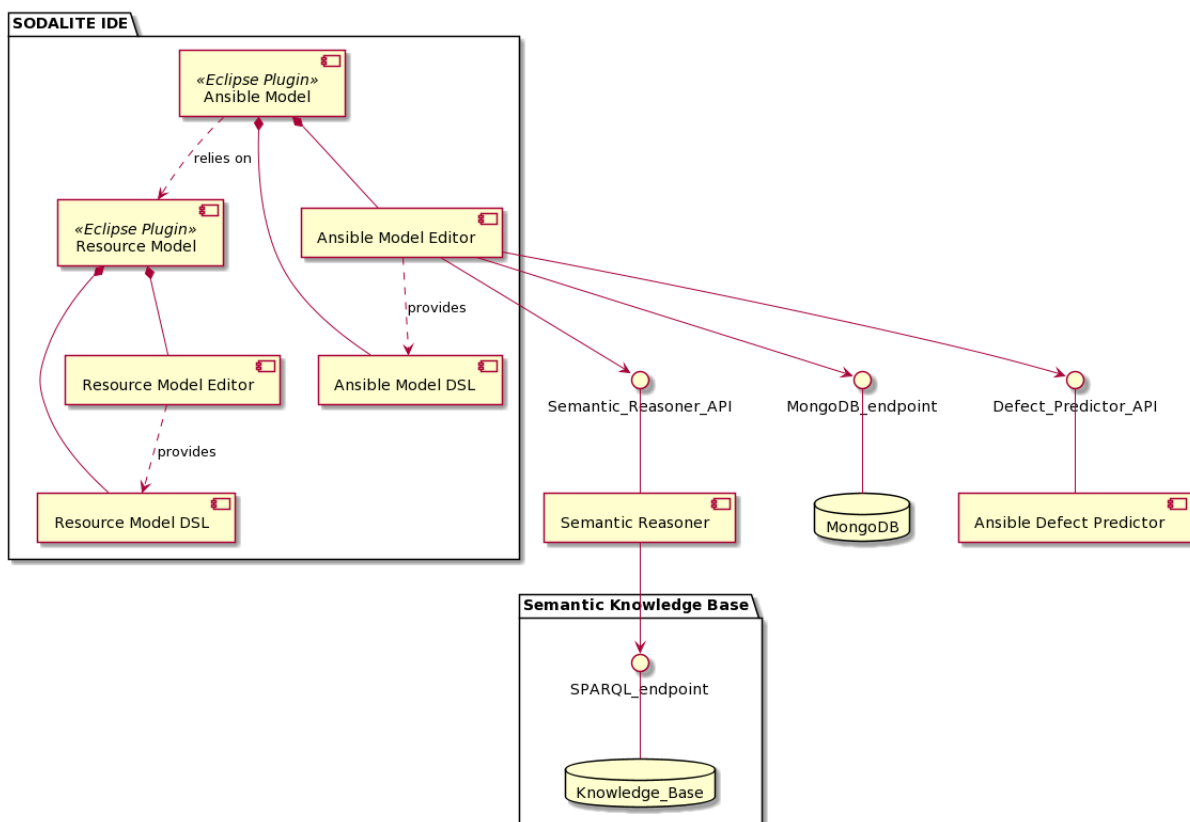 SODALITE IDE
«Eclipse Plugin»
Ansible Model
relies on
«Eclipse Plugin»
Resource Model
Ansible Model Editor
provides
Resource Model Editor
Ansible Model DSL
Semantic_Reasoner_API
MongoDB_endpoint
Defect_Predictor_API
provides
Resource Model DSL
Semantic Reasoner
MongoDB
Ansible Defect Predictor
Semantic Knowledge Base
SPARQL_endpoint
Knowledge_Base